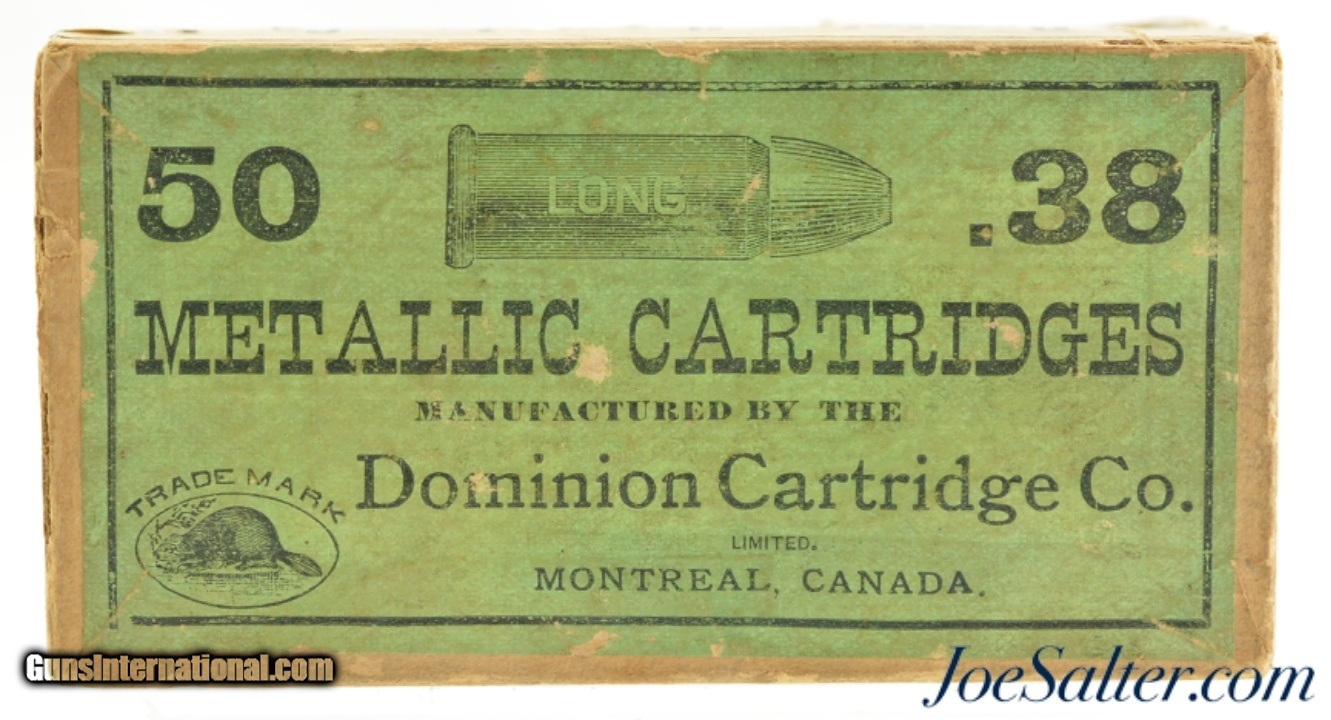 50 LONG .38
METALLIC CARTRIDGES
MANUFACTURED BY THE
TRADE MARK
Dominion Cartridge Co.
LIMITED.
MONTREAL, CANADA.
GunsInternational.com
JoeSalter.com